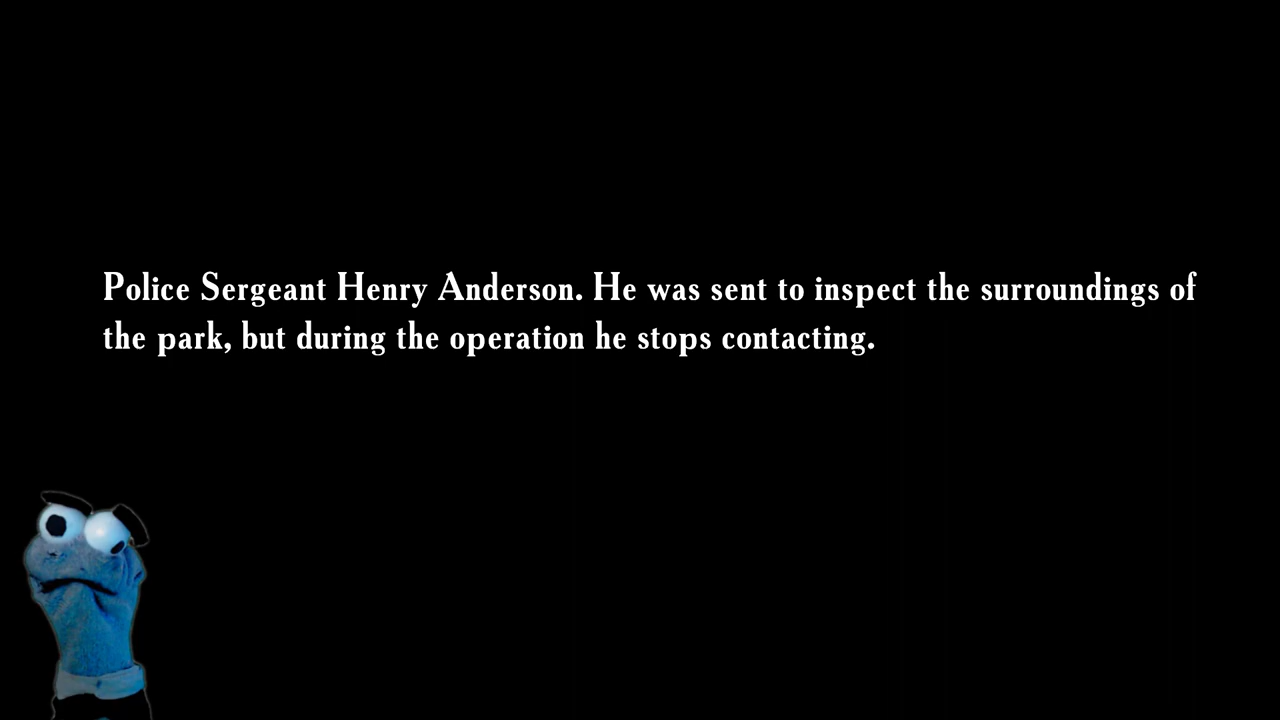 Police Sergeant Henry Anderson. He was sent to inspect the surroundings of
the park, but during the operation he stops contacting.